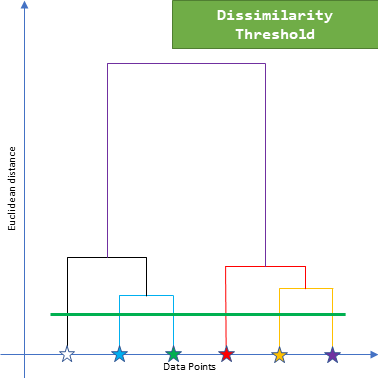 Dissimilarity
Threshold
Euclidean distance
Data Points